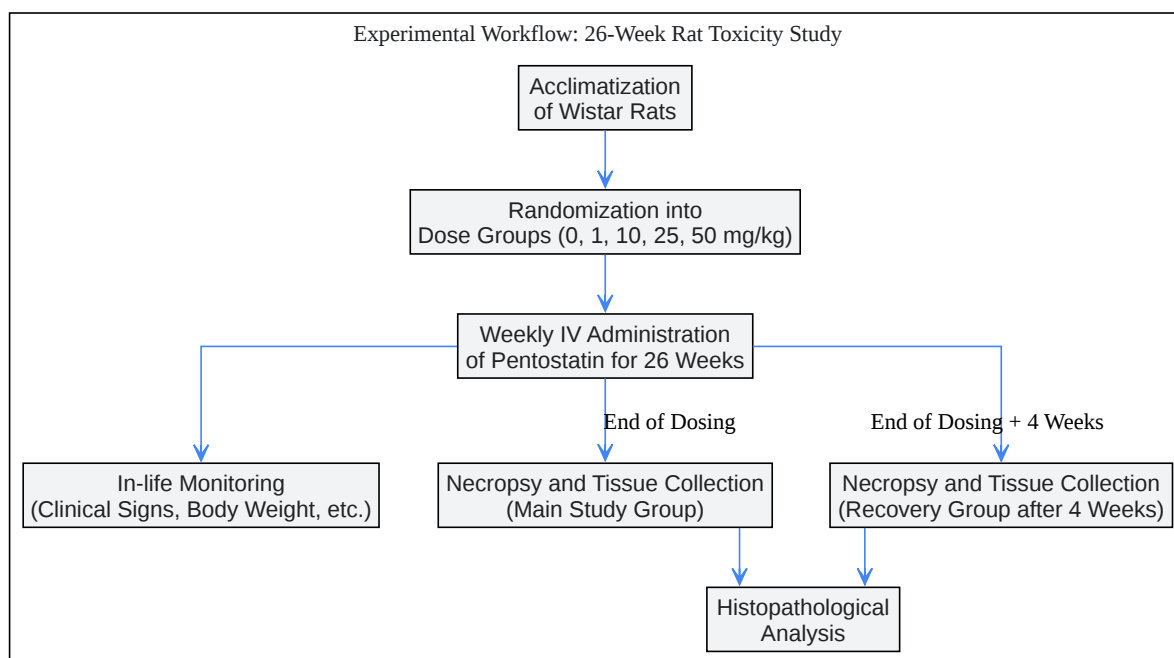 Experimental Workflow: 26-Week Rat Toxicity Study
Acclimatization
of Wistar Rats
Randomization into
Dose Groups (0, 1, 10, 25, 50 mg/kg)
Weekly IV Administration
of Pentostatin for 26 Weeks
End of Dosing
End of Dosing + 4 Weeks
In-life Monitoring
(Clinical Signs, Body Weight, etc.)
Necropsy and Tissue Collection
(Main Study Group)
Necropsy and Tissue Collection
(Recovery Group after 4 Weeks)
Histopathological
Analysis